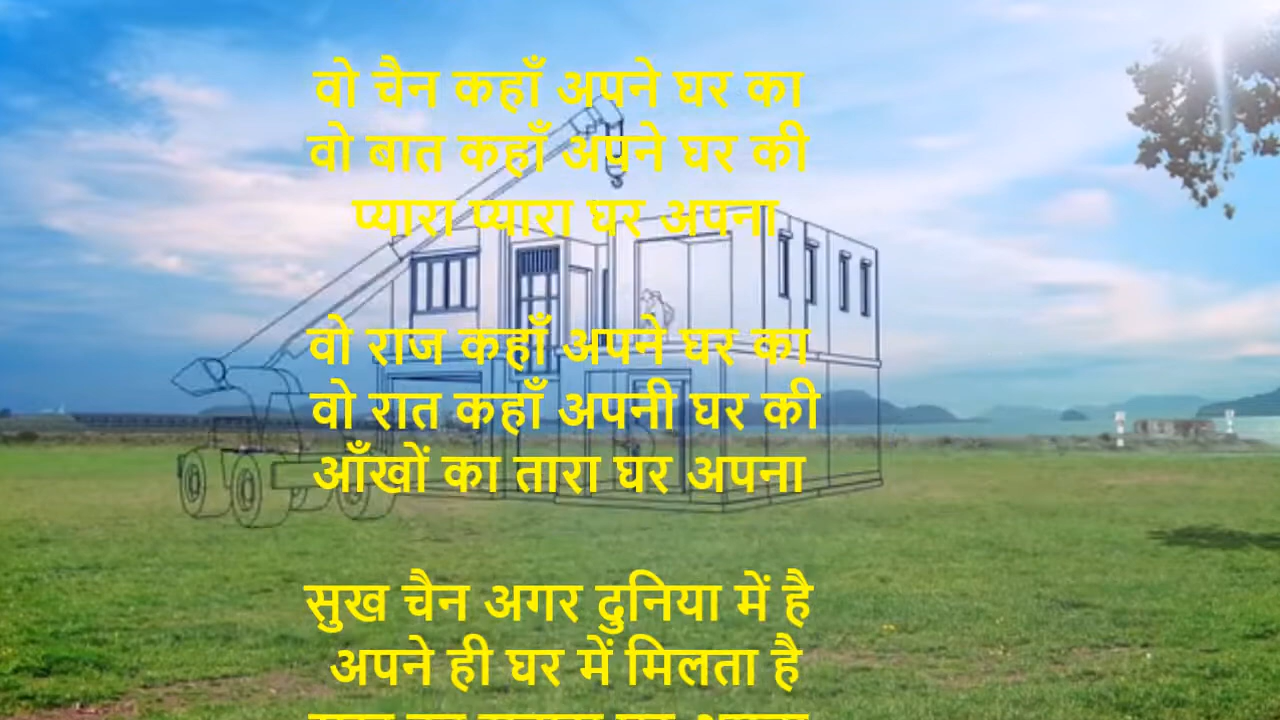 वो चैन कहाँ अपने घर का
वो बात कहाँ अपने घर की
प्यारा प्यारा घर अपना
वो राज कहाँ अपने घर का
वो रात कहाँ अपनी घर की
आँखों का तारा घर अपना
सुख चैन अगर दुनिया में है
अपने ही घर में मिलता है